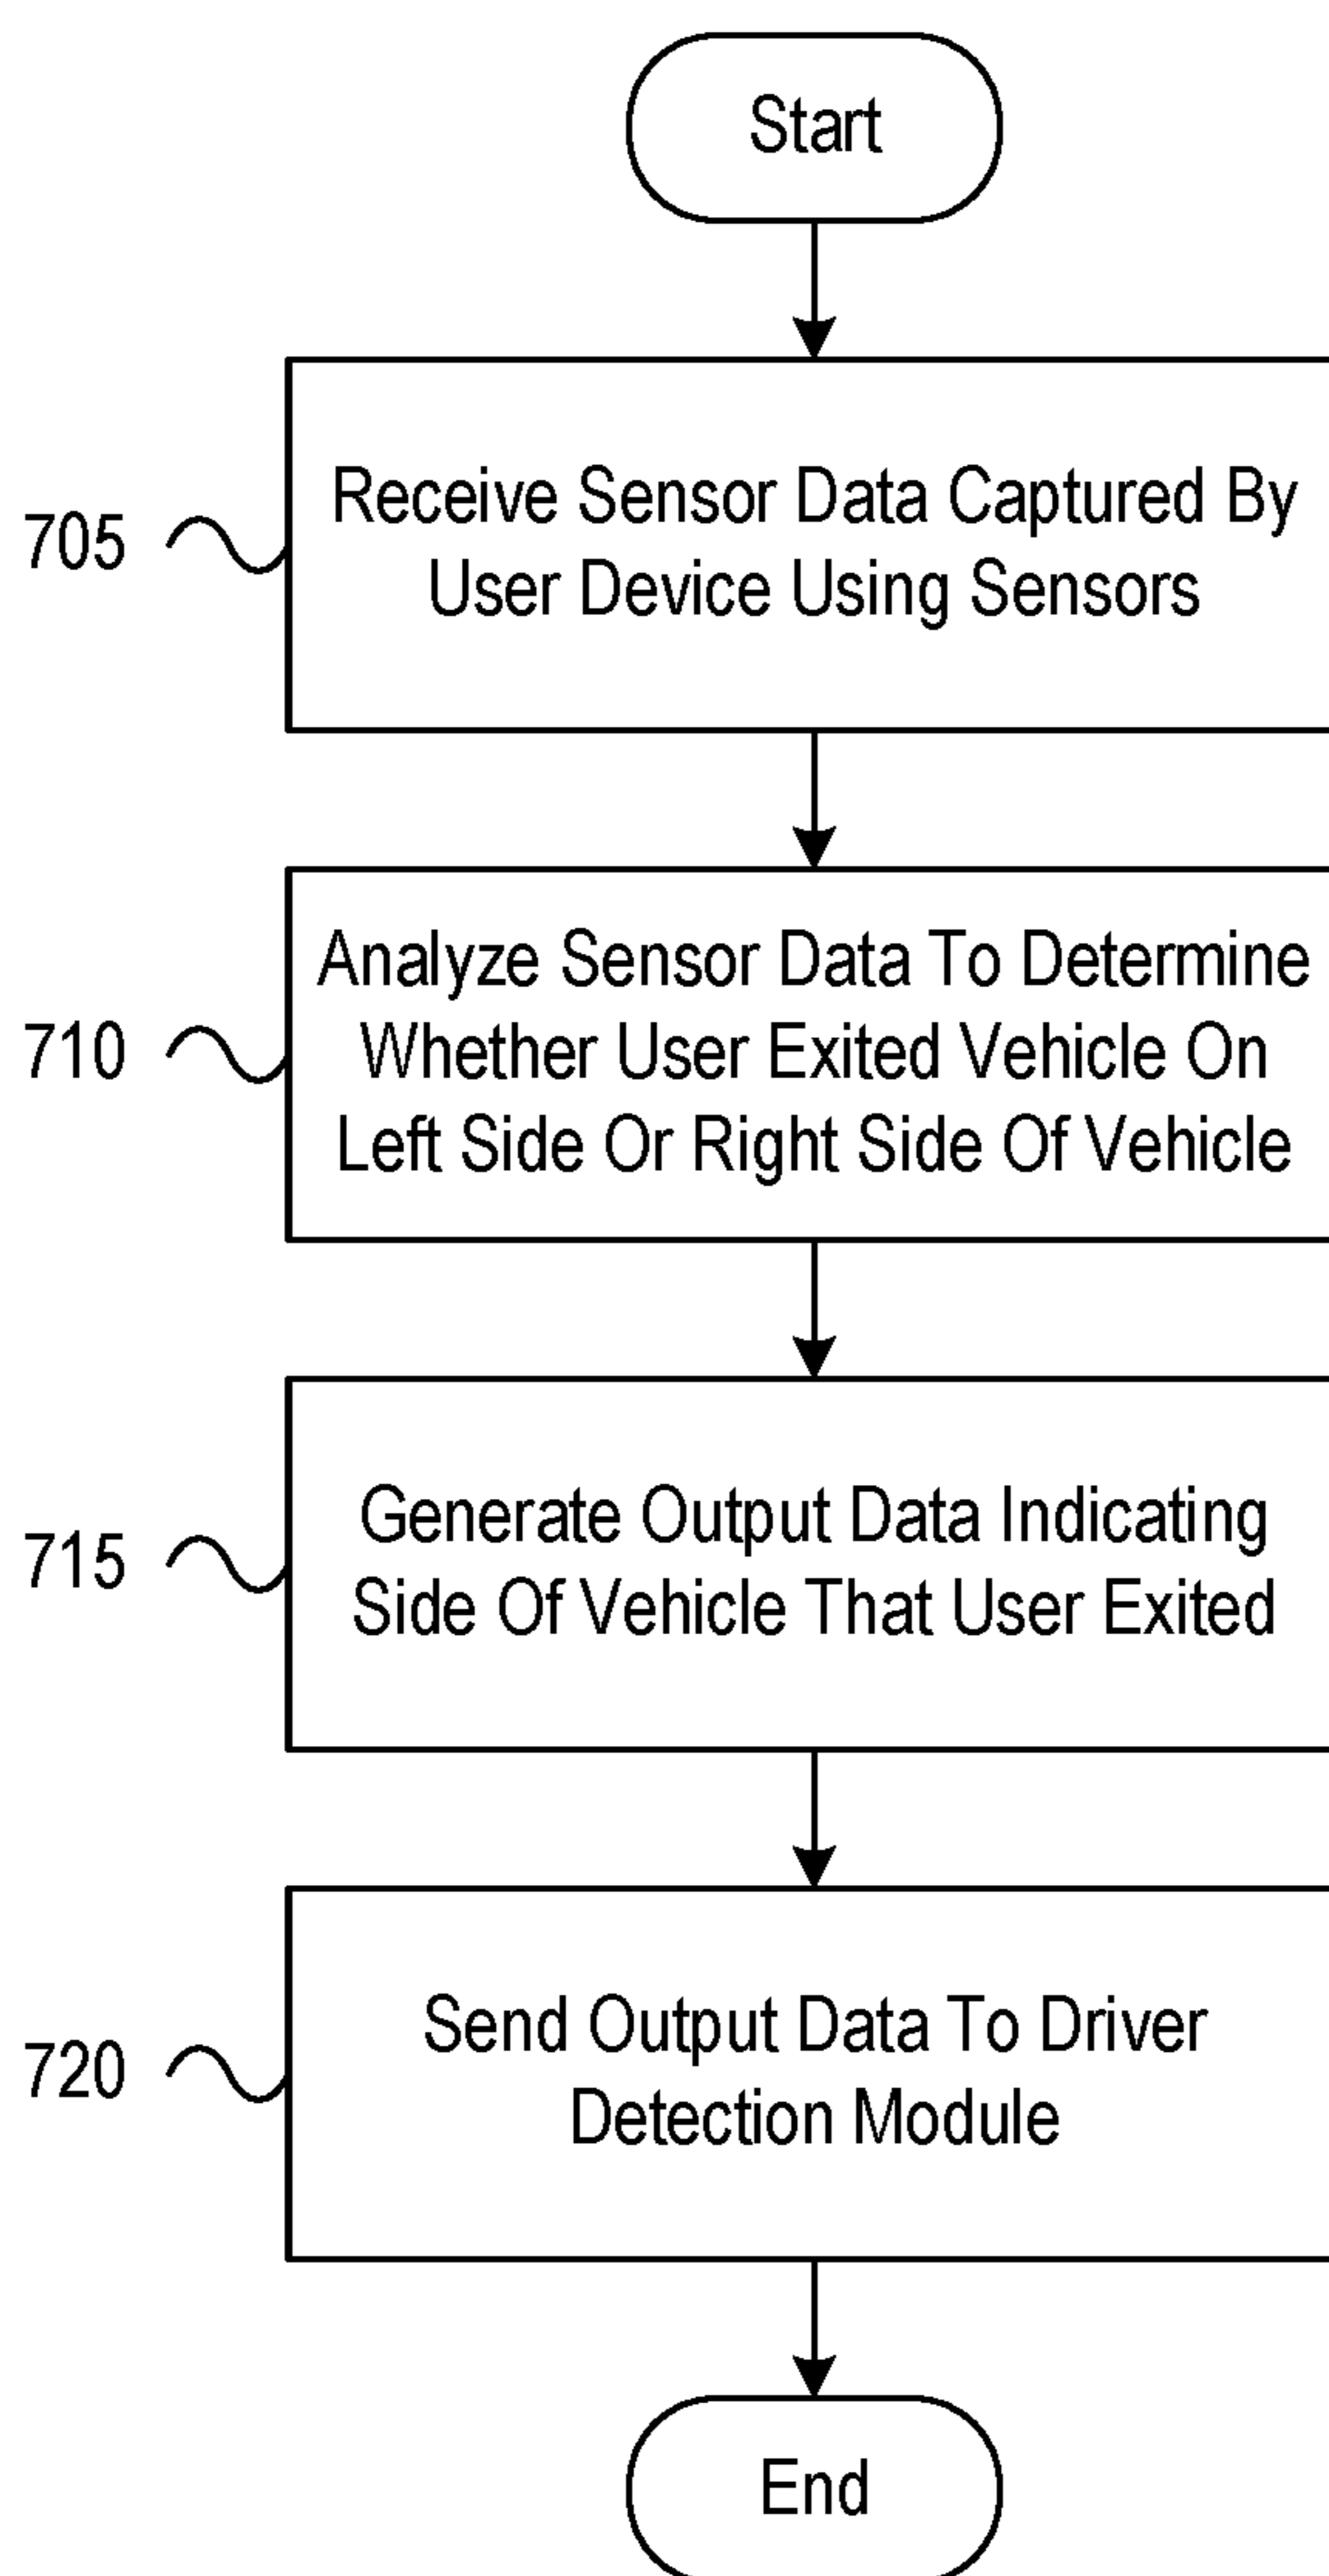 Start
705
Receive Sensor Data Captured By
User Device Using Sensors
710
Analyze Sensor Data To Determine
Whether User Exited Vehicle On
Left Side Or Right Side Of Vehicle
715
Generate Output Data Indicating
Side Of Vehicle That User Exited
720
Send Output Data To Driver
Detection Module
End